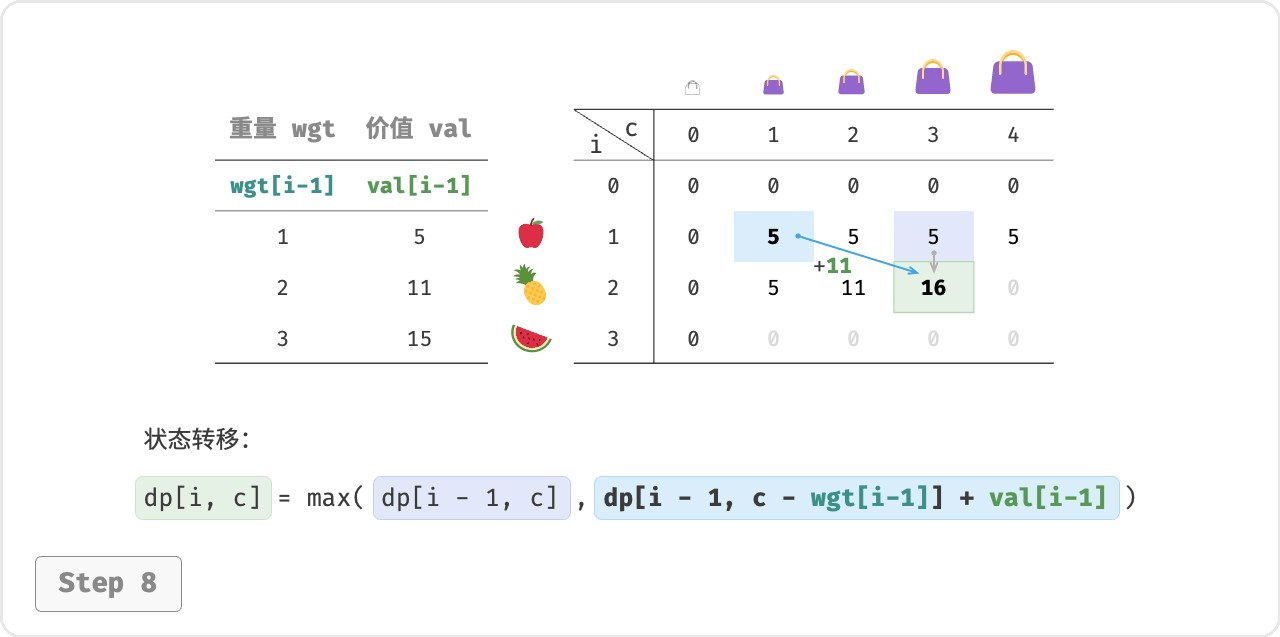 重量 wgt 价值 val
wgt[i-1] val[i-1]
1 5
2 11
3 15
i c 0 1 2 3 4
0 0 0 0 0 0
1 0 5 5 5 5
+11
2 0 5 11 16 0
3 0 0 0 0 0
状态转移：
dp[i, c] = max( dp[i - 1, c] , dp[i - 1, c - wgt[i-1]] + val[i-1] )
Step 8